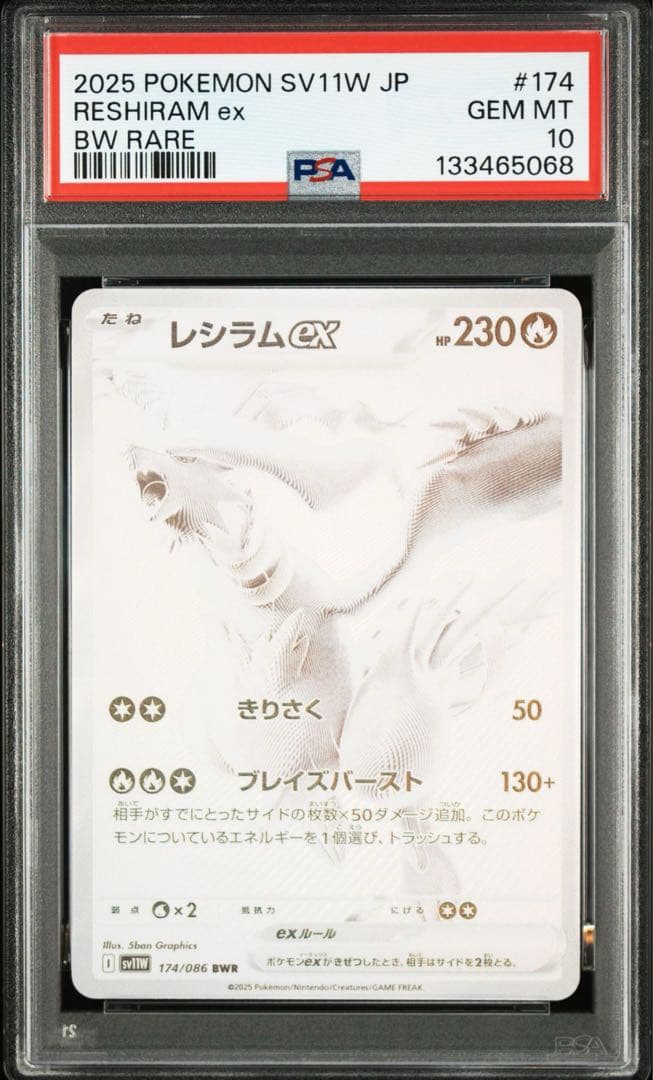 2025 POKEMON SV11W JP #174
RESHIRAM ex GEM MT
BW RARE 10
PSA 133465068
たね レシラムex HP 230
きりさく 50
ブレイズバースト 130+
相手がすでにとったサイドの枚数×50ダメージ追加。このポケ
モンについているエネルギーを1個選び、トラッシュする。
弱点 ×2 抵抗力 にげる
exルール
Illus. 5ban Graphics
ポケモンexがきぜつしたとき、相手はサイドを2枚とる。
I sv11W 174/086 BWR
©2025 Pokémon/Nintendo/Creatures/GAME FREAK.
PSA